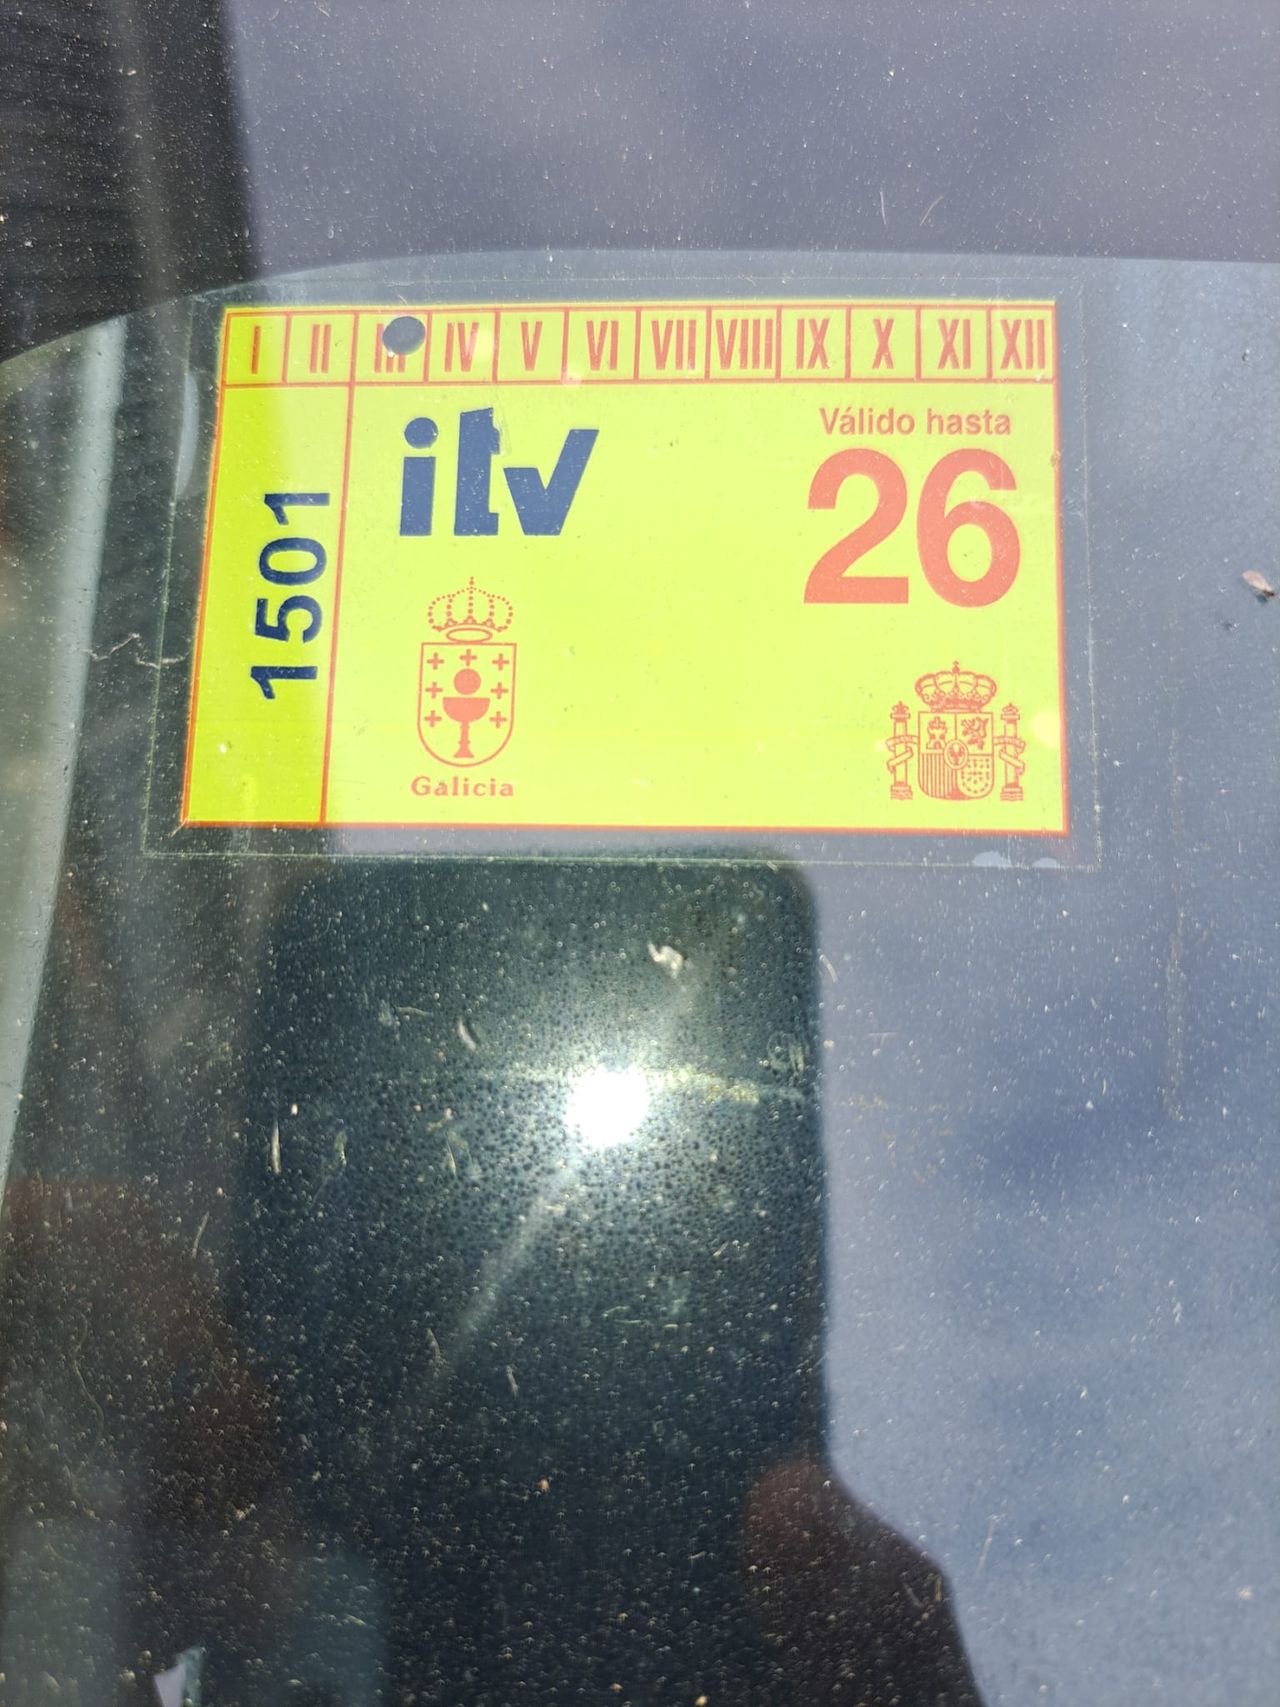 I II III IV V VI VII VIII IX X XI XII
1501
itv
Válido hasta
26
Galicia